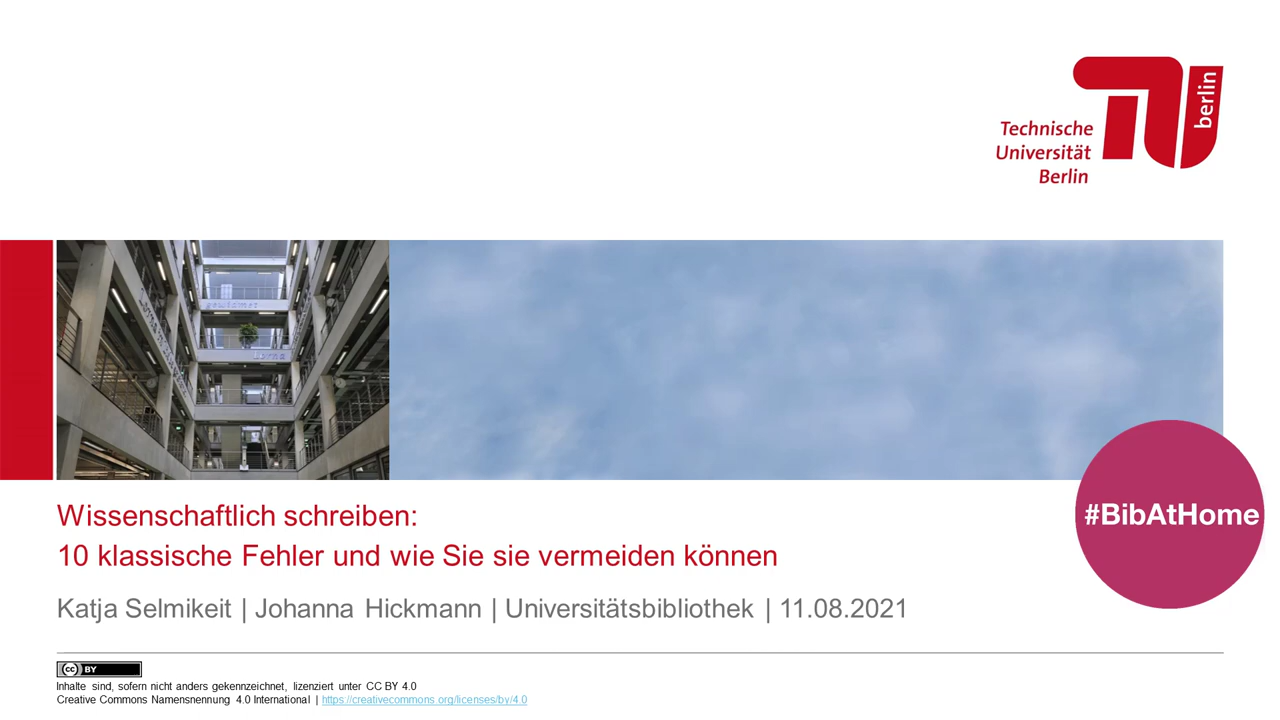 berlin
Technische
Universität
Berlin
Lerne
#BibAtHome
Wissenschaftlich schreiben:
10 klassische Fehler und wie Sie sie vermeiden können
Katja Selmikeit | Johanna Hickmann | Universitätsbibliothek | 11.08.2021
cc BY
Inhalte sind, sofern nicht anders gekennzeichnet, lizenziert unter CC BY 4.0
Creative Commons Namensnennung 4.0 International | https://creativecommons.org/licenses/by/4.0